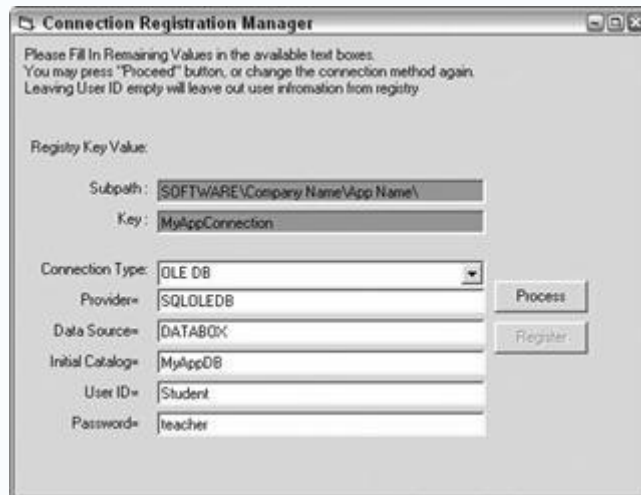 Connection Registration Manager
Please Fill In Remaining Values in the available text boxes.
You may press "Proceed" button, or change the connection method again.
Leaving User ID empty will leave out user infromation from registry
Registry Key Value:
Subpath : SOFTWARE\Company Name\App Name\
Key : MyAppConnection
Connection Type: OLE DB
Provider= SQLOLEDB
Process
Data Source= DATABOX
Register
Initial Catalog= MyAppDB
User ID= Student
Password= teacher